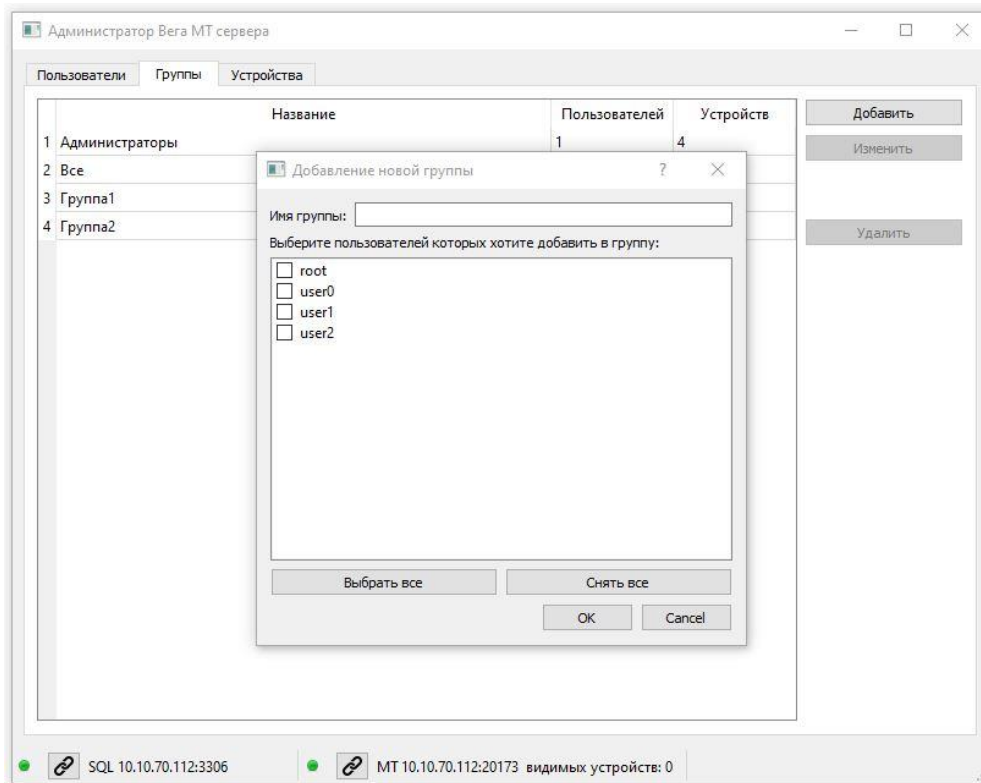 Администратор Вега МТ сервера
Пользователи Группы Устройства
Название Пользователей Устройств
1 Администраторы 1 4
2 Все
3 Группа1
4 Группа2
Добавить
Изменить
Удалить
Добавление новой группы ?
Имя группы:
Выберите пользователей которых хотите добавить в группу:
root
user0
user1
user2
Выбрать все Снять все
OK Cancel
SQL 10.10.70.112:3306 MT 10.10.70.112:20173 видимых устройств: 0